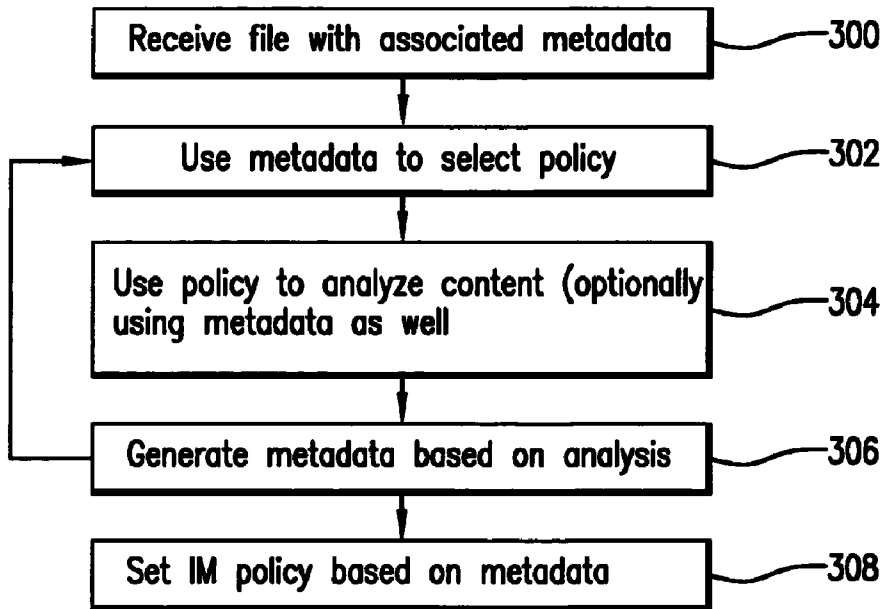 Receive file with associated metadata 300
Use metadata to select policy 302
Use policy to analyze content (optionally
using metadata as well 304
Generate metadata based on analysis 306
Set IM policy based on metadata 308